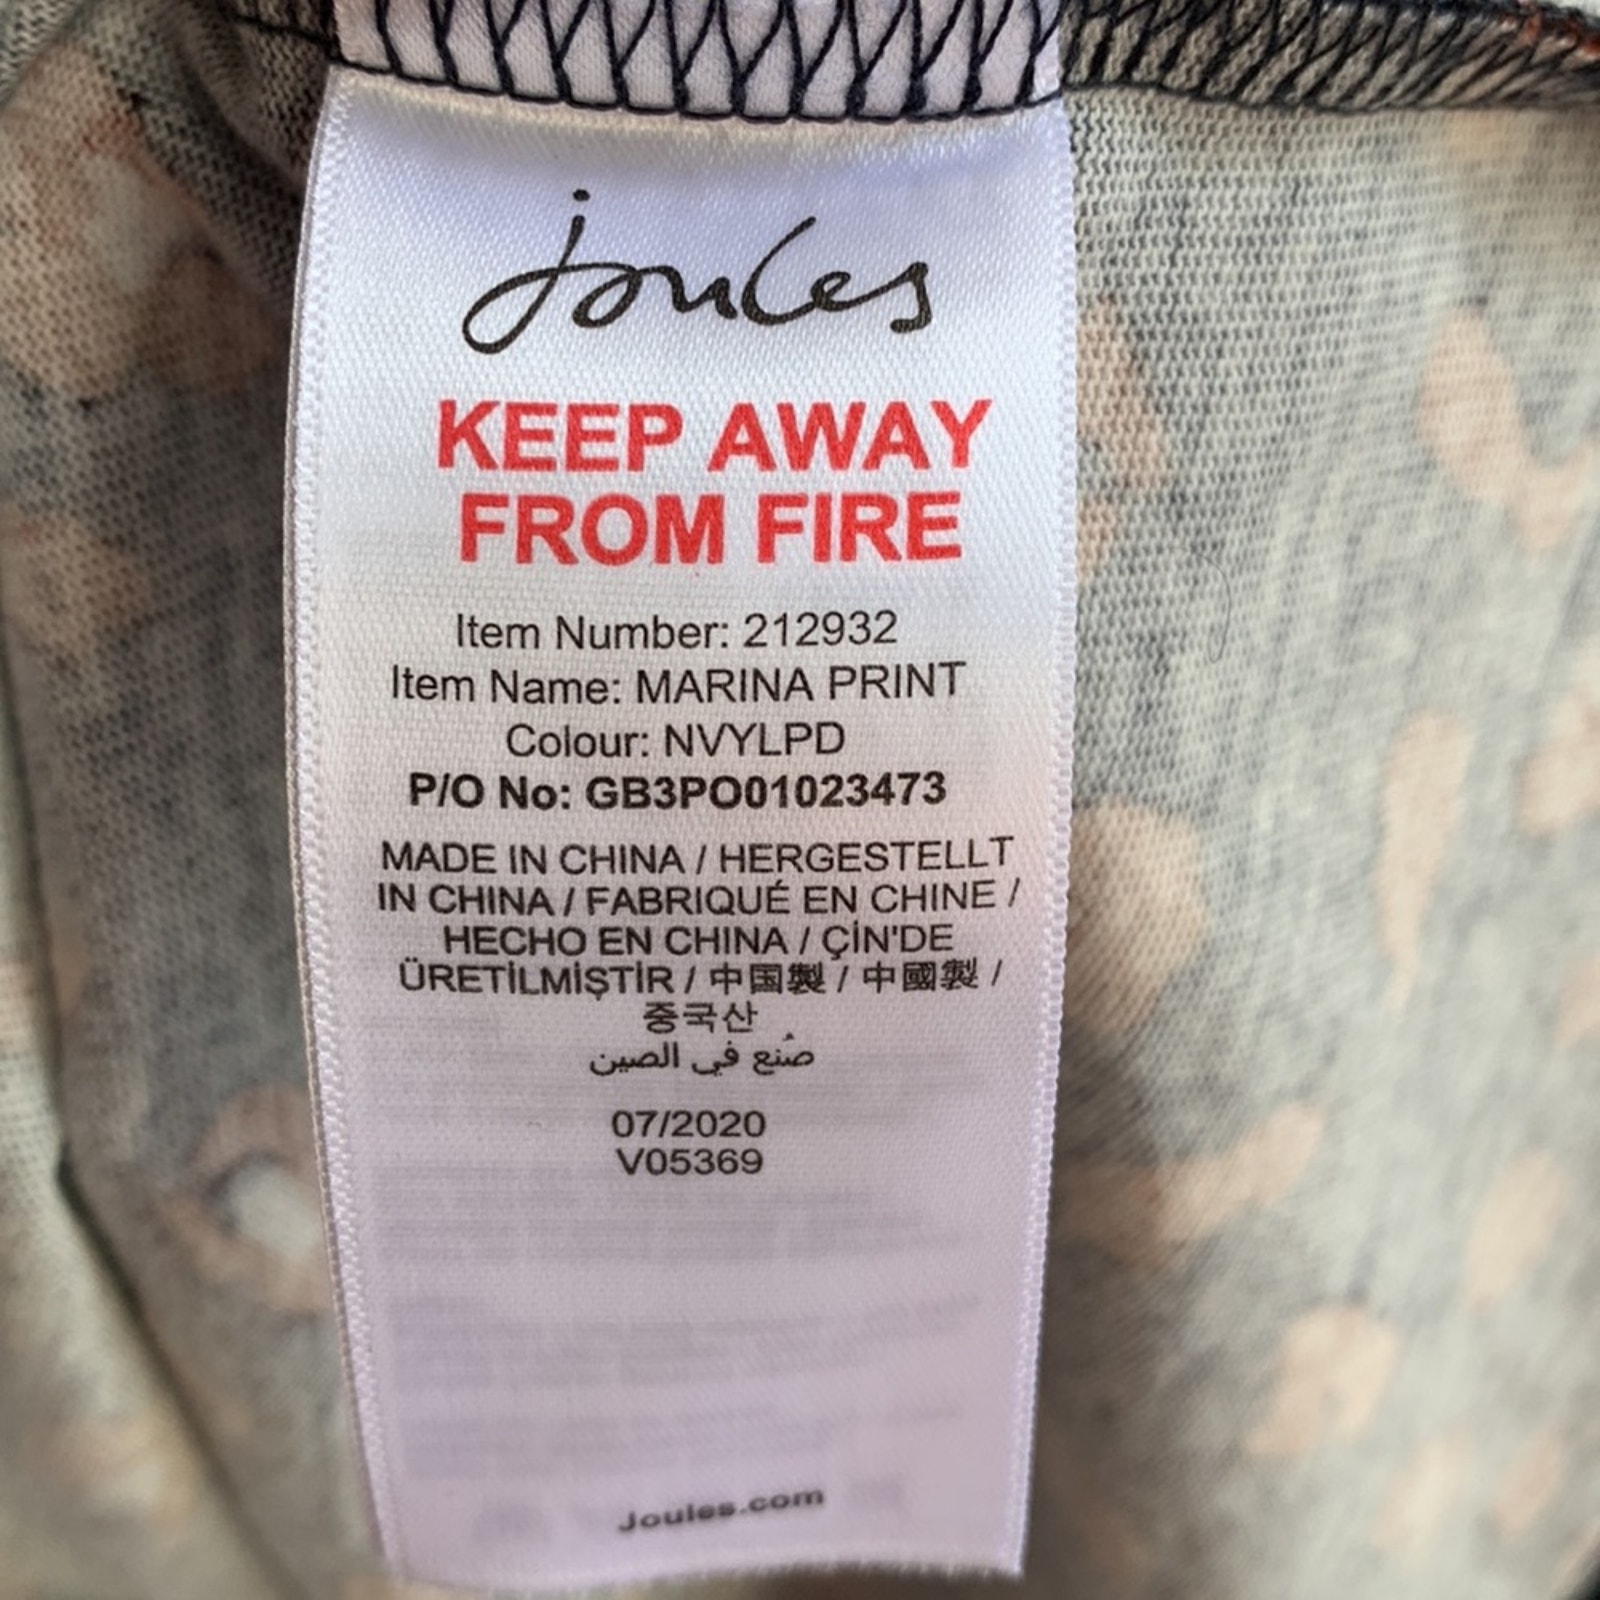 joules
KEEP AWAY
FROM FIRE
Item Number: 212932
Item Name: MARINA PRINT
Colour: NVYLPD
P/O No: GB3PO01023473
MADE IN CHINA / HERGESTELLT
IN CHINA / FABRIQUÉ EN CHINE /
HECHO EN CHINA / ÇİN'DE
ÜRETİLMİŞTİR / 中国製 / 中國製 /
중국산
صُنع في الصين
07/2020
V05369
Joules.com